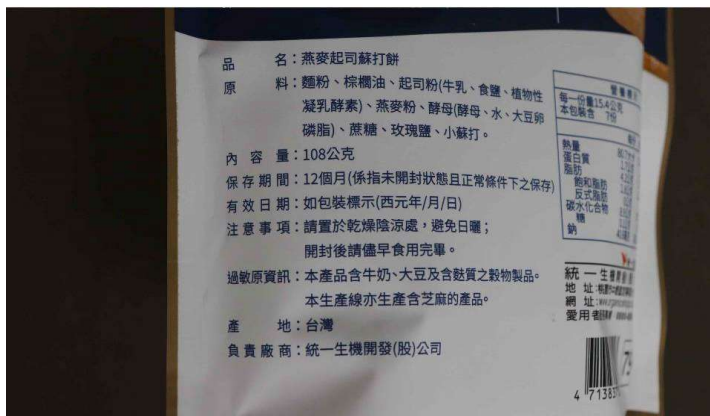 品名：燕麥起司蘇打餅
原料：麵粉、棕櫚油、起司粉(牛乳、食鹽、植物性
凝乳酵素)、燕麥粉、酵母(酵母、水、大豆卵
磷脂)、蔗糖、玫瑰鹽、小蘇打。
內容量：108公克
保存期間：12個月(係指未開封狀態且正常條件下之保存)
有效日期：如包裝標示(西元年/月/日)
注意事項：請置於乾燥陰涼處，避免日曬；
開封後請儘早食用完畢。
過敏原資訊：本產品含牛奶、大豆及含麩質之穀物製品。
本生產線亦生產含芝麻的產品。
產地：台灣
負責廠商：統一生機開發(股)公司
營養標
每一份量15.4公克
本包裝含 7份
熱量
蛋白質
脂肪
飽和脂肪
反式脂肪
碳水化合物
糖
鈉
統一生機
地址：
網址：
愛用者
4 71383